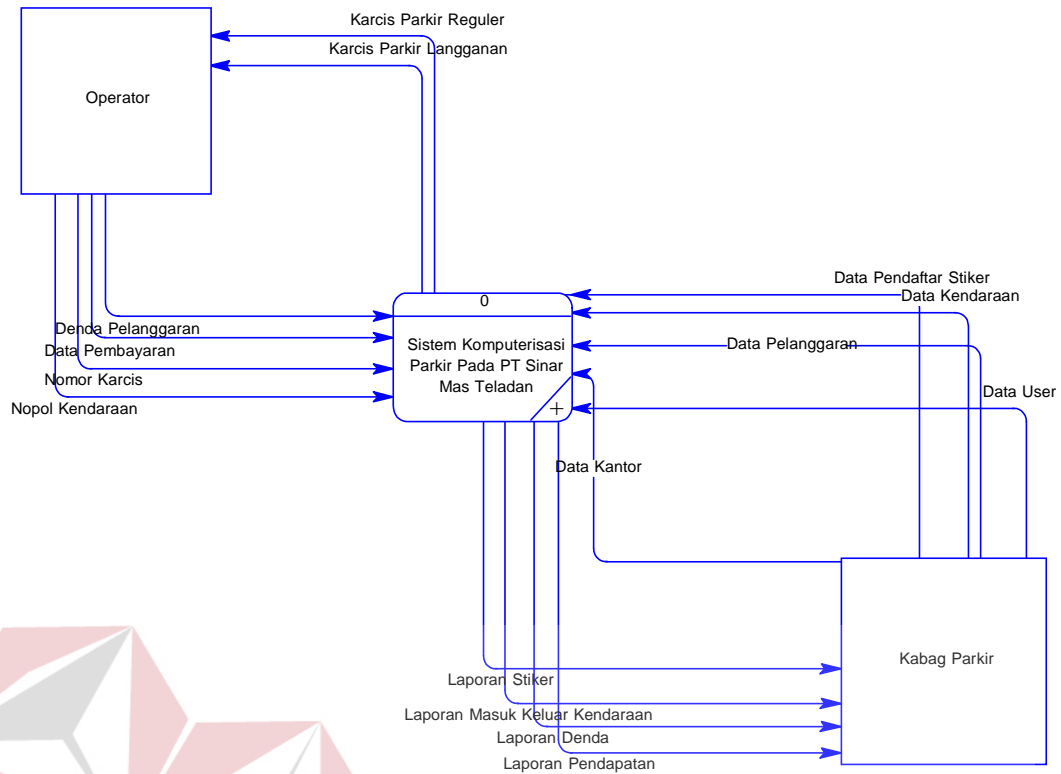 Karcis Parkir Reguler
Karcis Parkir Langganan
Operator
Data Pendaftar Stiker
Data Kendaraan
0
Denda Pelanggaran
Sistem Komputerisasi
Parkir Pada PT Sinar
Mas Teladan
Data Pelanggaran
Data Pembayaran
Nomor Karcis
Nopol Kendaraan
+
Data User
Data Kantor
Kabag Parkir
Laporan Stiker
Laporan Masuk Keluar Kendaraan
Laporan Denda
Laporan Pendapatan